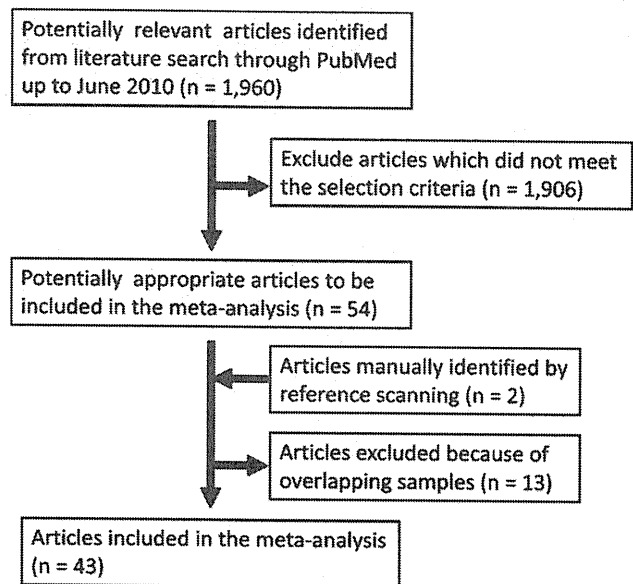 Potentially relevant articles identified
from literature search through PubMed
up to June 2010 (n = 1,960)
Exclude articles which did not meet
the selection criteria (n = 1,906)
Potentially appropriate articles to be
included in the meta-analysis (n = 54)
Articles manually identified by
reference scanning (n = 2)
Articles excluded because of
overlapping samples (n = 13)
Articles included in the meta-analysis
(n = 43)